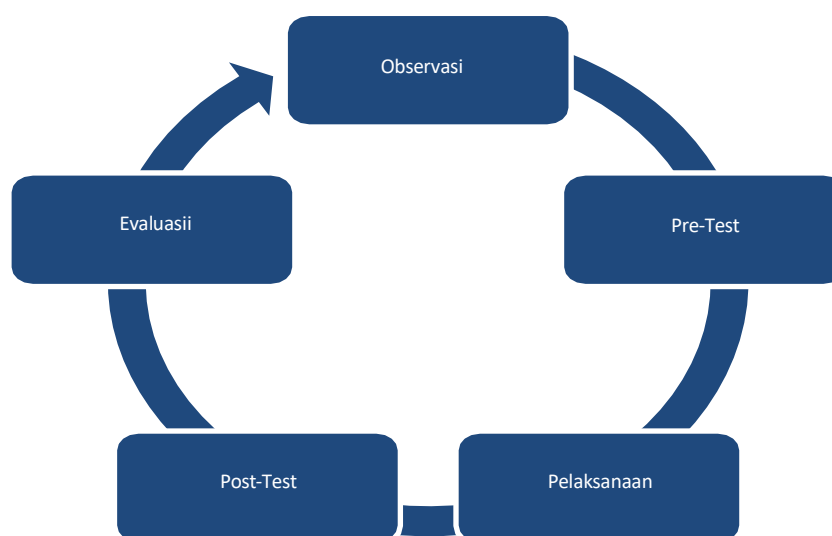 Observasi
Pre-Test
Pelaksanaan
Post-Test
Evaluasii